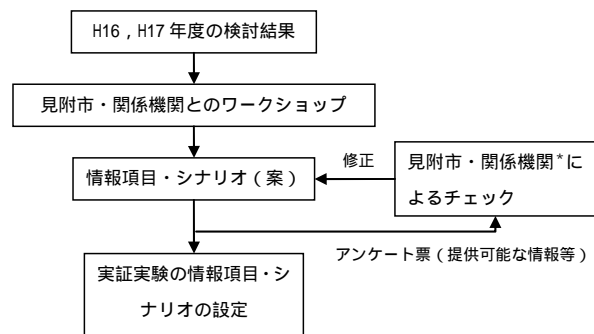 H16，H17 年度の検討結果
見附市・関係機関とのワークショップ
情報項目・シナリオ（案）
修正
見附市・関係機関*に
よるチェック
アンケート票（提供可能な情報等）
実証実験の情報項目・シ
ナリオの設定